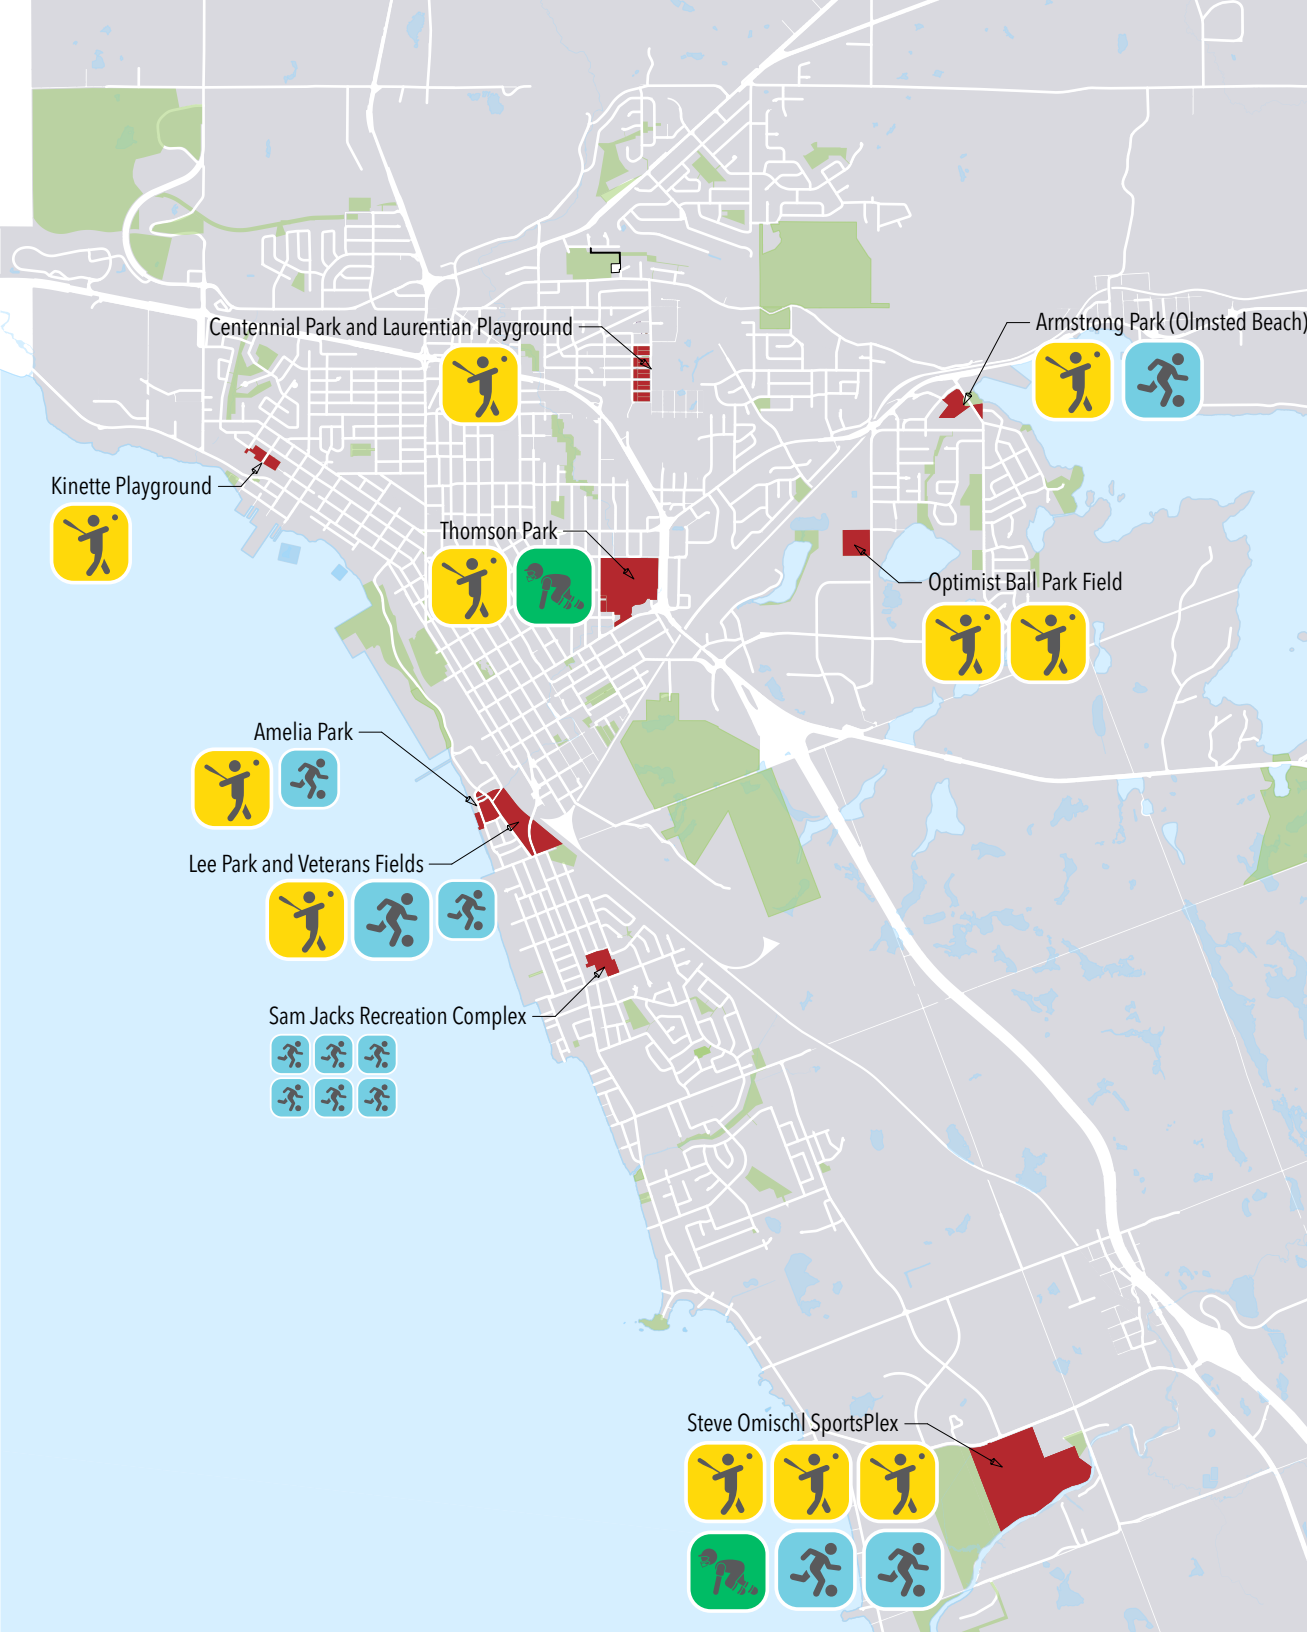 Centennial Park and Laurentian Playground
Armstrong Park (Olmsted Beach)
Kinette Playground
Thomson Park
Optimist Ball Park Field
Amelia Park
Lee Park and Veterans Fields
Sam Jacks Recreation Complex
Steve Omischl SportsPlex